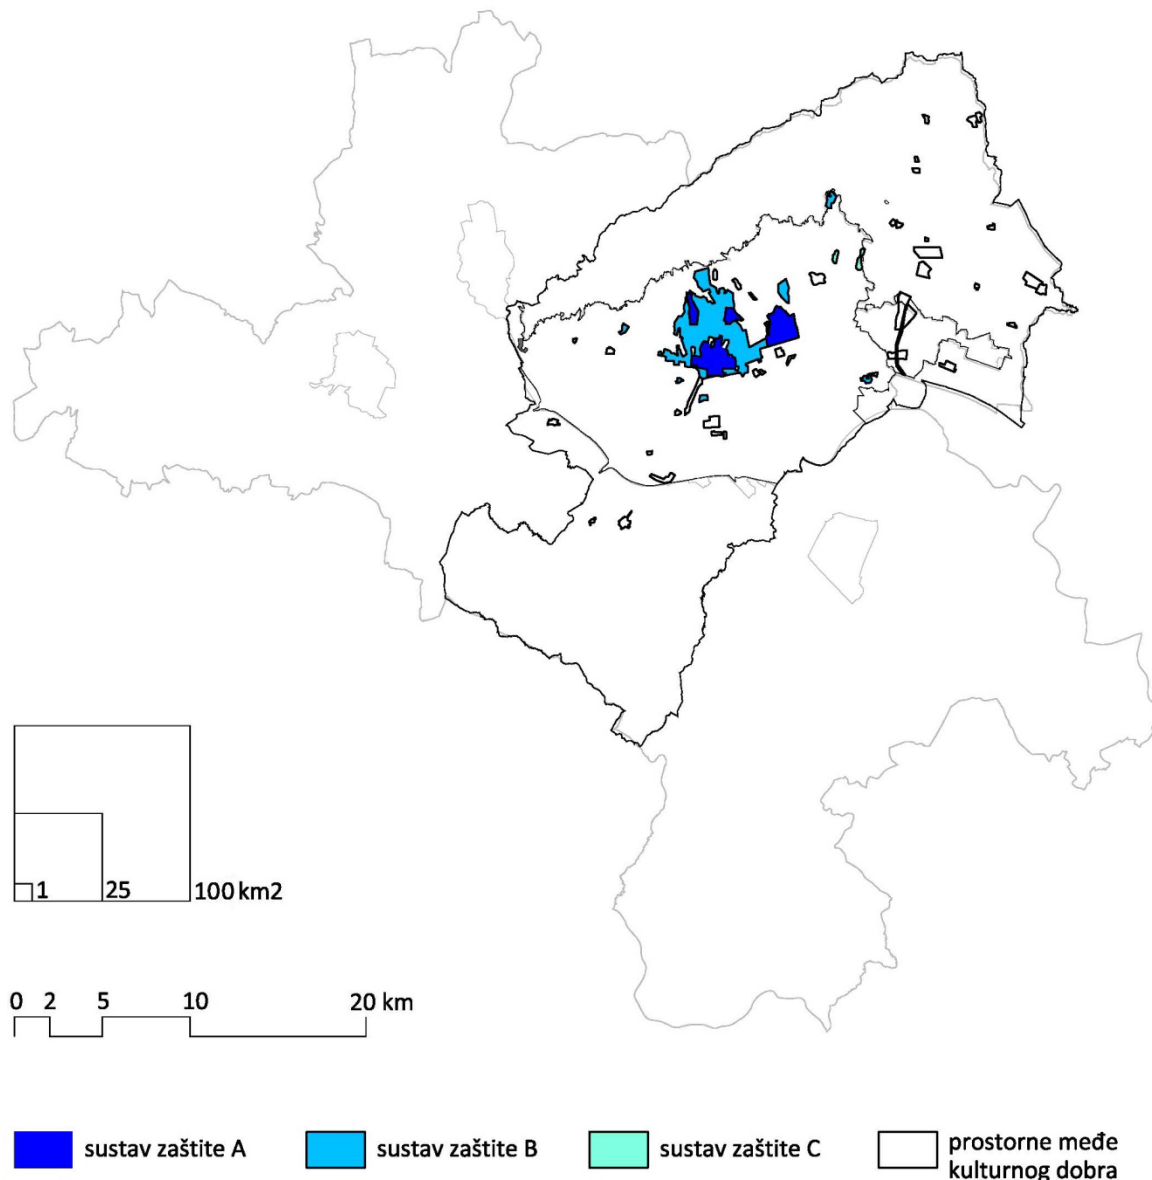 1
25
100 km2
0 2 5 10 20 km
sustav zaštite A
sustav zaštite B
sustav zaštite C
prostorne međe
kulturnog dobra